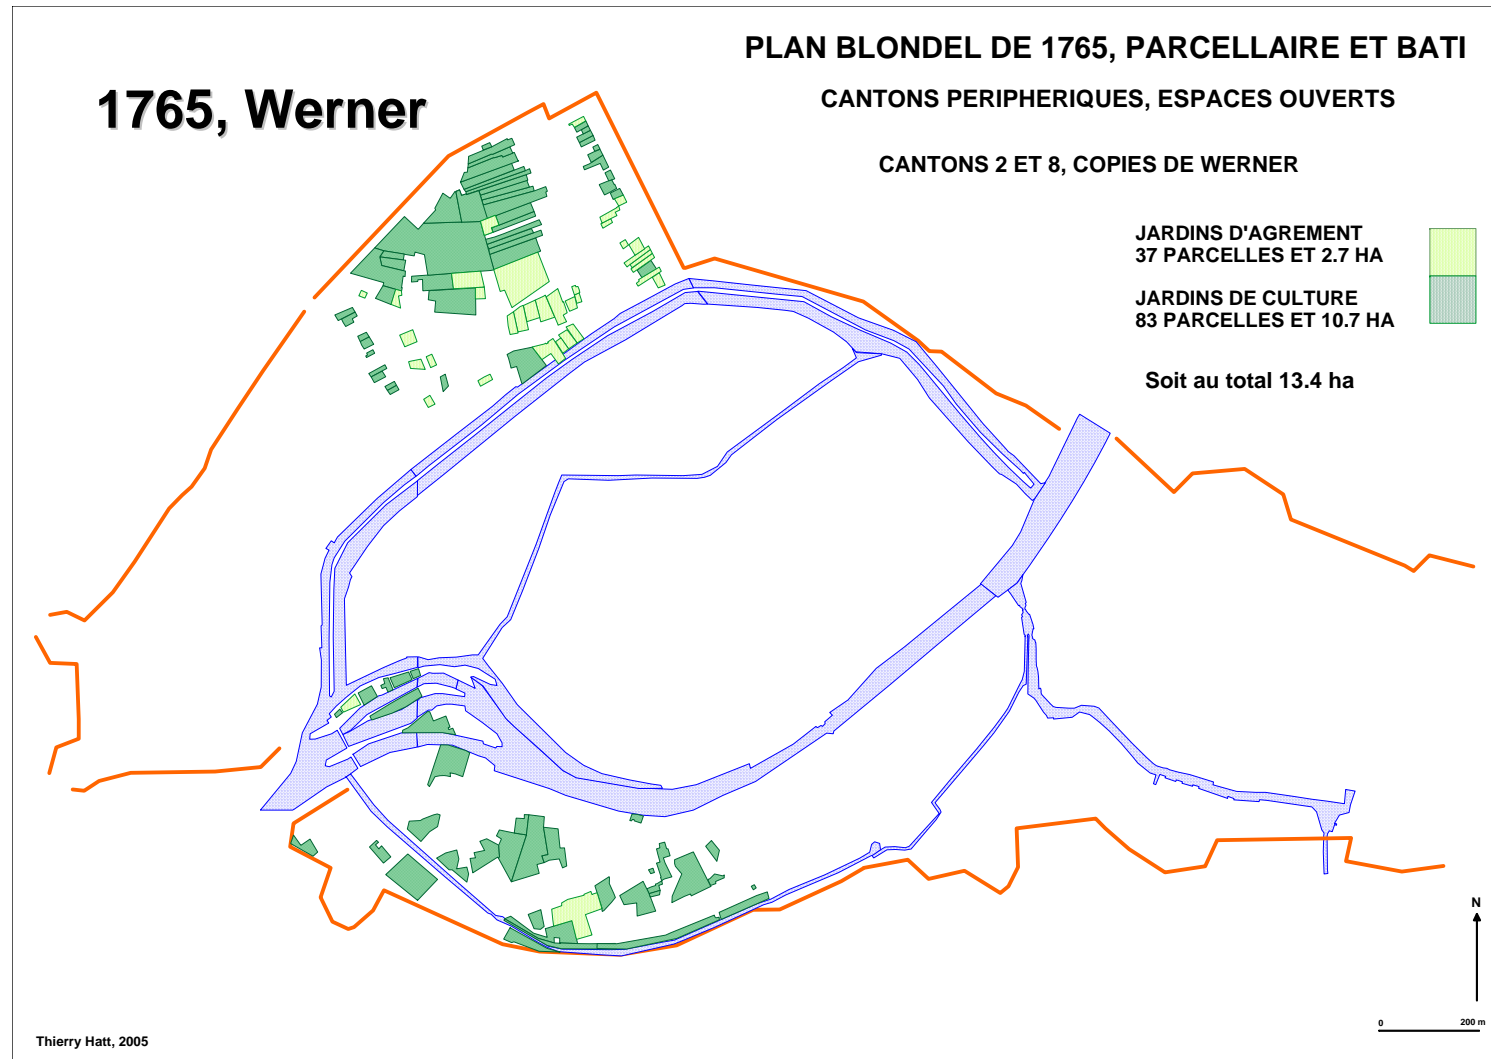 PLAN BLONDEL DE 1765, PARCELLAIRE ET BATI
1765, Werner
CANTONS PERIPHERIQUES, ESPACES OUVERTS
CANTONS 2 ET 8, COPIES DE WERNER
JARDINS D'AGREMENT
37 PARCELLES ET 2.7 HA
JARDINS DE CULTURE
83 PARCELLES ET 10.7 HA
Soit au total 13.4 ha
N
0 200 m
Thierry Hatt, 2005